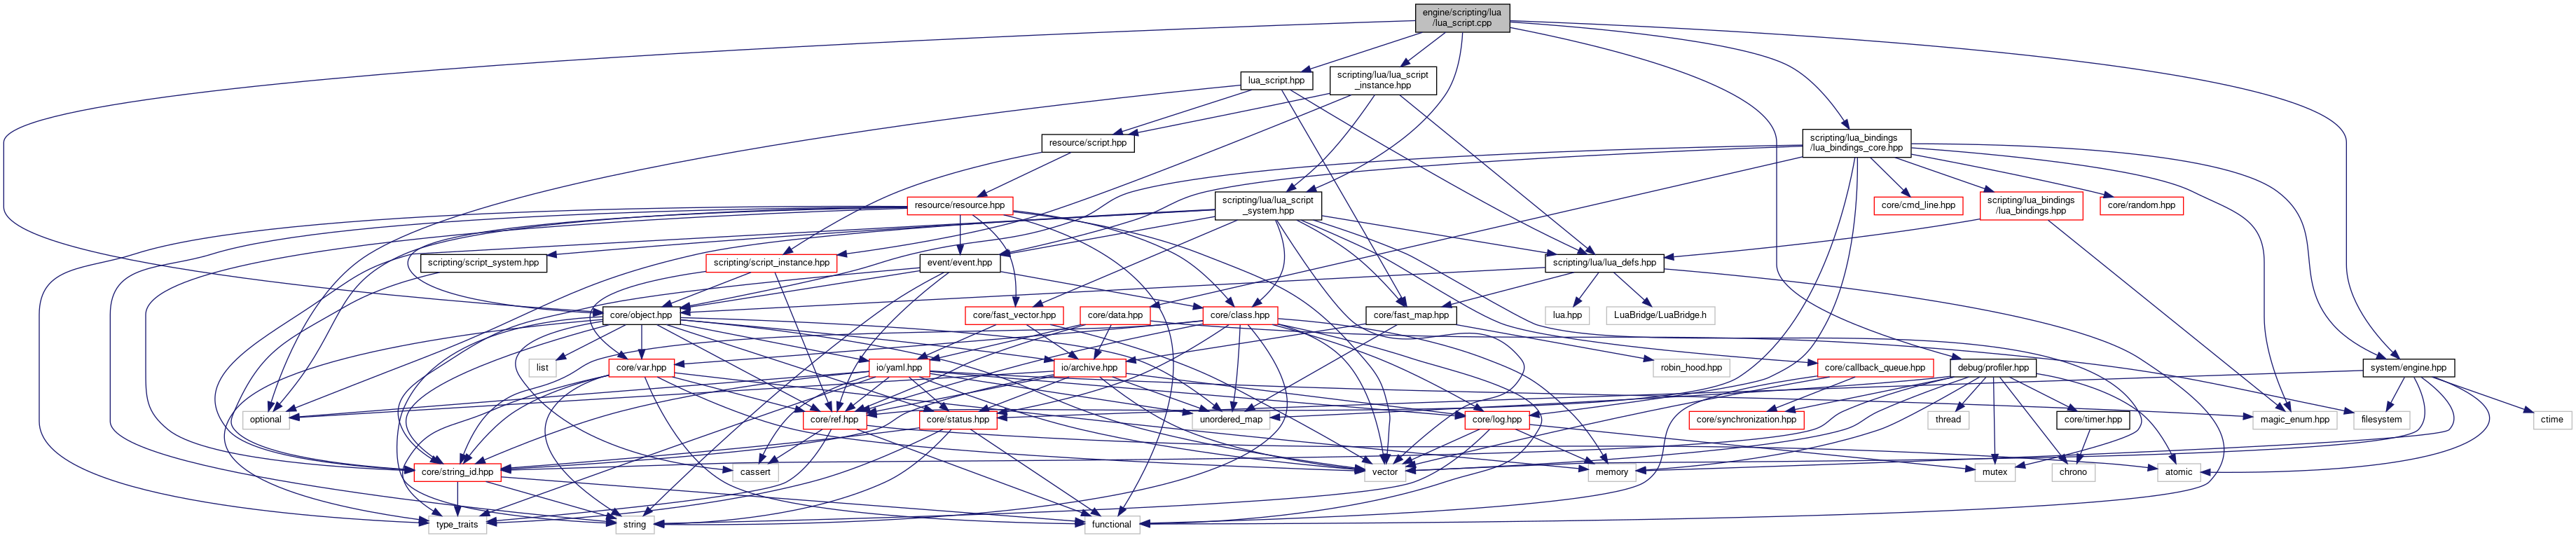 engine/scripting/lua
/lua_script.cpp
lua_script.hpp
scripting/lua/lua_script
_instance.hpp
resource/script.hpp
scripting/lua_bindings
/lua_bindings_core.hpp
resource/resource.hpp
scripting/lua/lua_script
_system.hpp
core/cmd_line.hpp
scripting/lua_bindings
/lua_bindings.hpp
core/random.hpp
scripting/script_system.hpp
scripting/script_instance.hpp
event/event.hpp
scripting/lua/lua_defs.hpp
core/object.hpp
core/fast_vector.hpp
core/data.hpp
core/class.hpp
core/fast_map.hpp
lua.hpp
LuaBridge/LuaBridge.h
list
core/var.hpp
io/yaml.hpp
io/archive.hpp
robin_hood.hpp
core/callback_queue.hpp
debug/profiler.hpp
system/engine.hpp
optional
core/ref.hpp
core/status.hpp
unordered_map
core/log.hpp
core/synchronization.hpp
thread
core/timer.hpp
magic_enum.hpp
filesystem
ctime
core/string_id.hpp
cassert
vector
memory
mutex
chrono
atomic
type_traits
string
functional